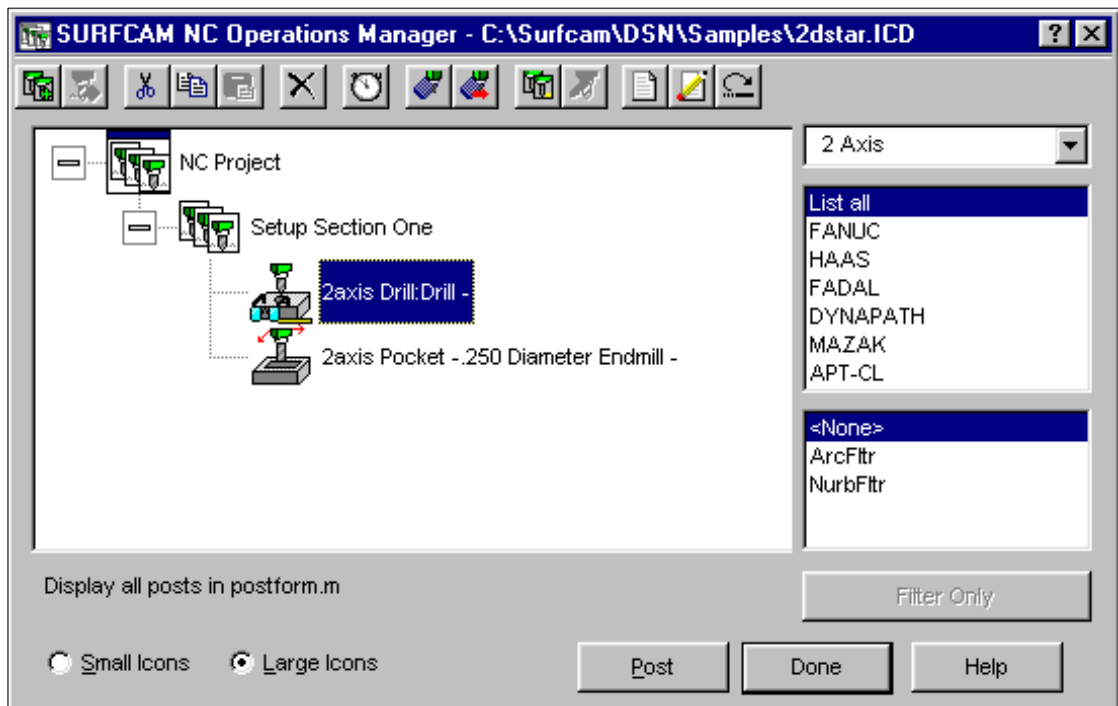 SURFCAM NC Operations Manager - C:\Surfcam\DSN\Samples\2dstar.ICD
NC Project
Setup Section One
2axis Drill:Drill -
2axis Pocket -.250 Diameter Endmill -
2 Axis
List all
FANUC
HAAS
FADAL
DYNAPATH
MAZAK
APT-CL
<None>
ArcFltr
NurbFltr
Display all posts in postform.m
Filter Only
Small Icons
Large Icons
Post
Done
Help